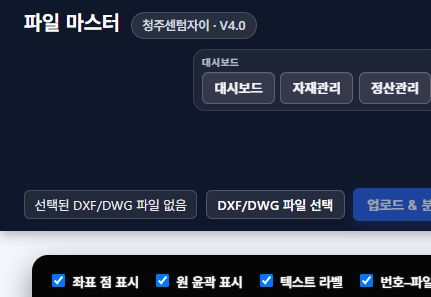 파일 마스터 청주센텀자이 · V4.0
대시보드
대시보드 자재관리 정산관리
선택된 DXF/DWG 파일 없음 DXF/DWG 파일 선택 업로드 & 분
좌표 점 표시 원 윤곽 표시 텍스트 라벨 번호–파일